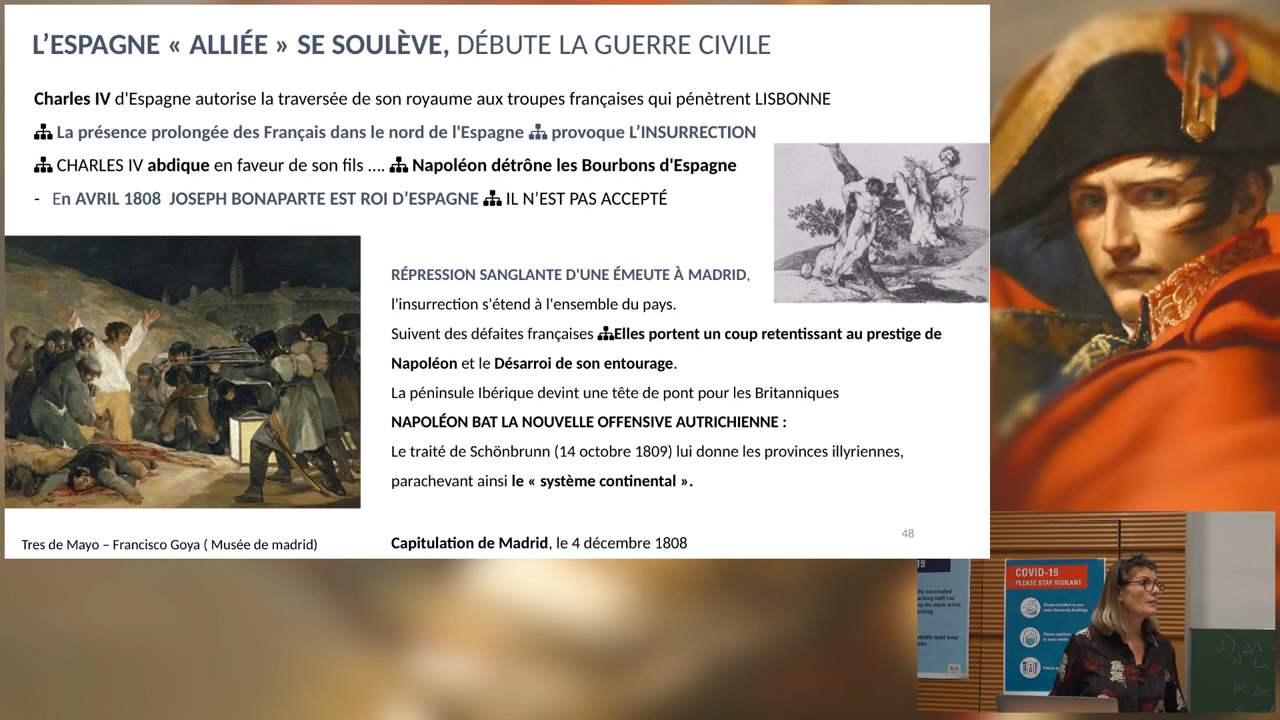 L'ESPAGNE « ALLIÉE » SE SOULÈVE, DÉBUTE LA GUERRE CIVILE
Charles IV d'Espagne autorise la traversée de son royaume aux troupes françaises qui pénètrent LISBONNE
La présence prolongée des Français dans le nord de l'Espagne provoque L'INSURRECTION
CHARLES IV abdique en faveur de son fils .... Napoléon détrône les Bourbons d'Espagne
- En AVRIL 1808 JOSEPH BONAPARTE EST ROI D'ESPAGNE IL N'EST PAS ACCEPTÉ
RÉPRESSION SANGLANTE D'UNE ÉMEUTE À MADRID,
l'insurrection s'étend à l'ensemble du pays.
Suivent des défaites françaises Elles portent un coup retentissant au prestige de
Napoléon et le Désarroi de son entourage.
La péninsule Ibérique devint une tête de pont pour les Britanniques
NAPOLÉON BAT LA NOUVELLE OFFENSIVE AUTRICHIENNE :
Le traité de Schönbrunn (14 octobre 1809) lui donne les provinces illyriennes,
parachevant ainsi le « système continental ».
Capitulation de Madrid, le 4 décembre 1808
48
Tres de Mayo – Francisco Goya ( Musée de madrid)
19
COVID-19
PLEASE STAY VIGILANT